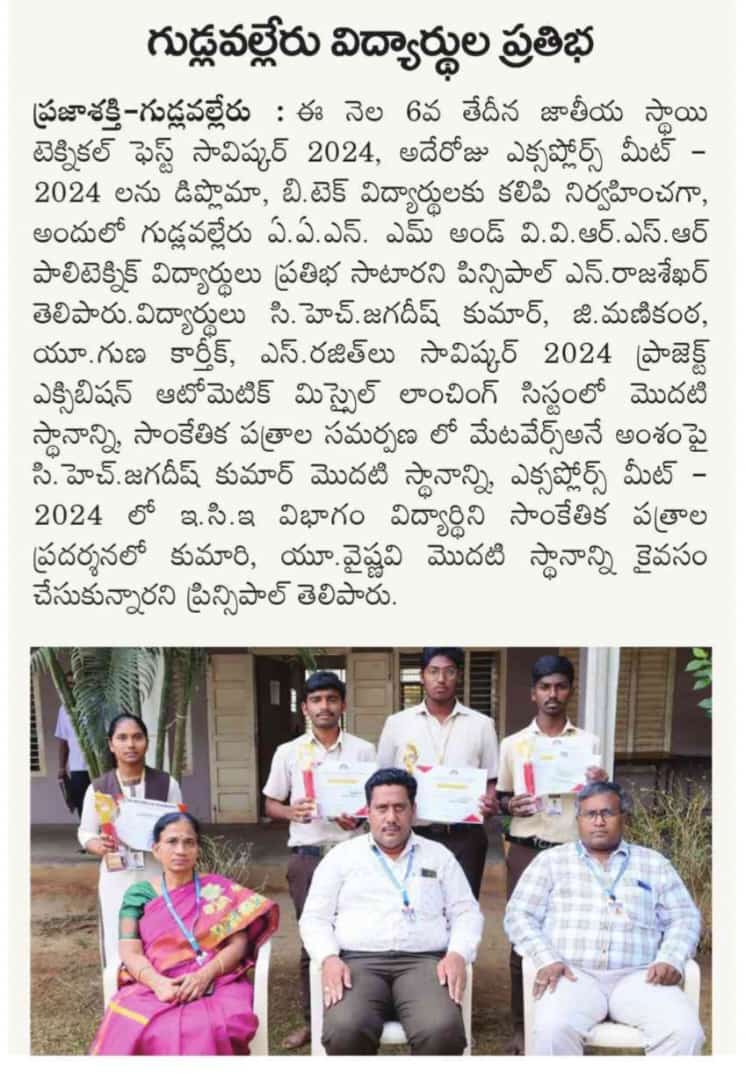 గుడ్లవల్లేరు విద్యార్థుల ప్రతిభ
ప్రజాశక్తి-గుడ్లవల్లేరు : ఈ నెల 6వ తేదీన జాతీయ స్థాయి
టెక్నికల్ ఫెస్ట్ సావిష్కర్ 2024, అదేరోజు ఎక్సప్లోర్స్ మీట్ -
2024 లను డిప్లొమా, బి.టెక్ విద్యార్థులకు కలిపి నిర్వహించగా,
అందులో గుడ్లవల్లేరు ఏ.ఏ.ఎన్. ఎమ్ అండ్ వి.వి.ఆర్.ఎస్.ఆర్
పాలిటెక్నిక్ విద్యార్థులు ప్రతిభ సాటారని పిన్సిపాల్ ఎన్.రాజశేఖర్
తెలిపారు.విద్యార్థులు సి.హెచ్.జగదీష్ కుమార్, జి.మణికంఠ,
యూ.గుణ కార్తీక్, ఎస్.రజిత్‌లు సావిష్కర్ 2024 ప్రాజెక్ట్
ఎక్సిబిషన్ ఆటోమెటిక్ మిస్సైల్ లాంచింగ్ సిస్టంలో మొదటి
స్థానాన్ని, సాంకేతిక పత్రాల సమర్పణ లో మేటవేర్స్‌అనే అంశంపై
సి.హెచ్.జగదీష్ కుమార్ మొదటి స్థానాన్ని, ఎక్సప్లోర్స్ మీట్ -
2024 లో ఇ.సి.ఇ విభాగం విద్యార్థిని సాంకేతిక పత్రాల
ప్రదర్శనలో కుమారి, యూ.వైష్ణవి మొదటి స్థానాన్ని కైవసం
చేసుకున్నారని ప్రిన్సిపాల్ తెలిపారు.